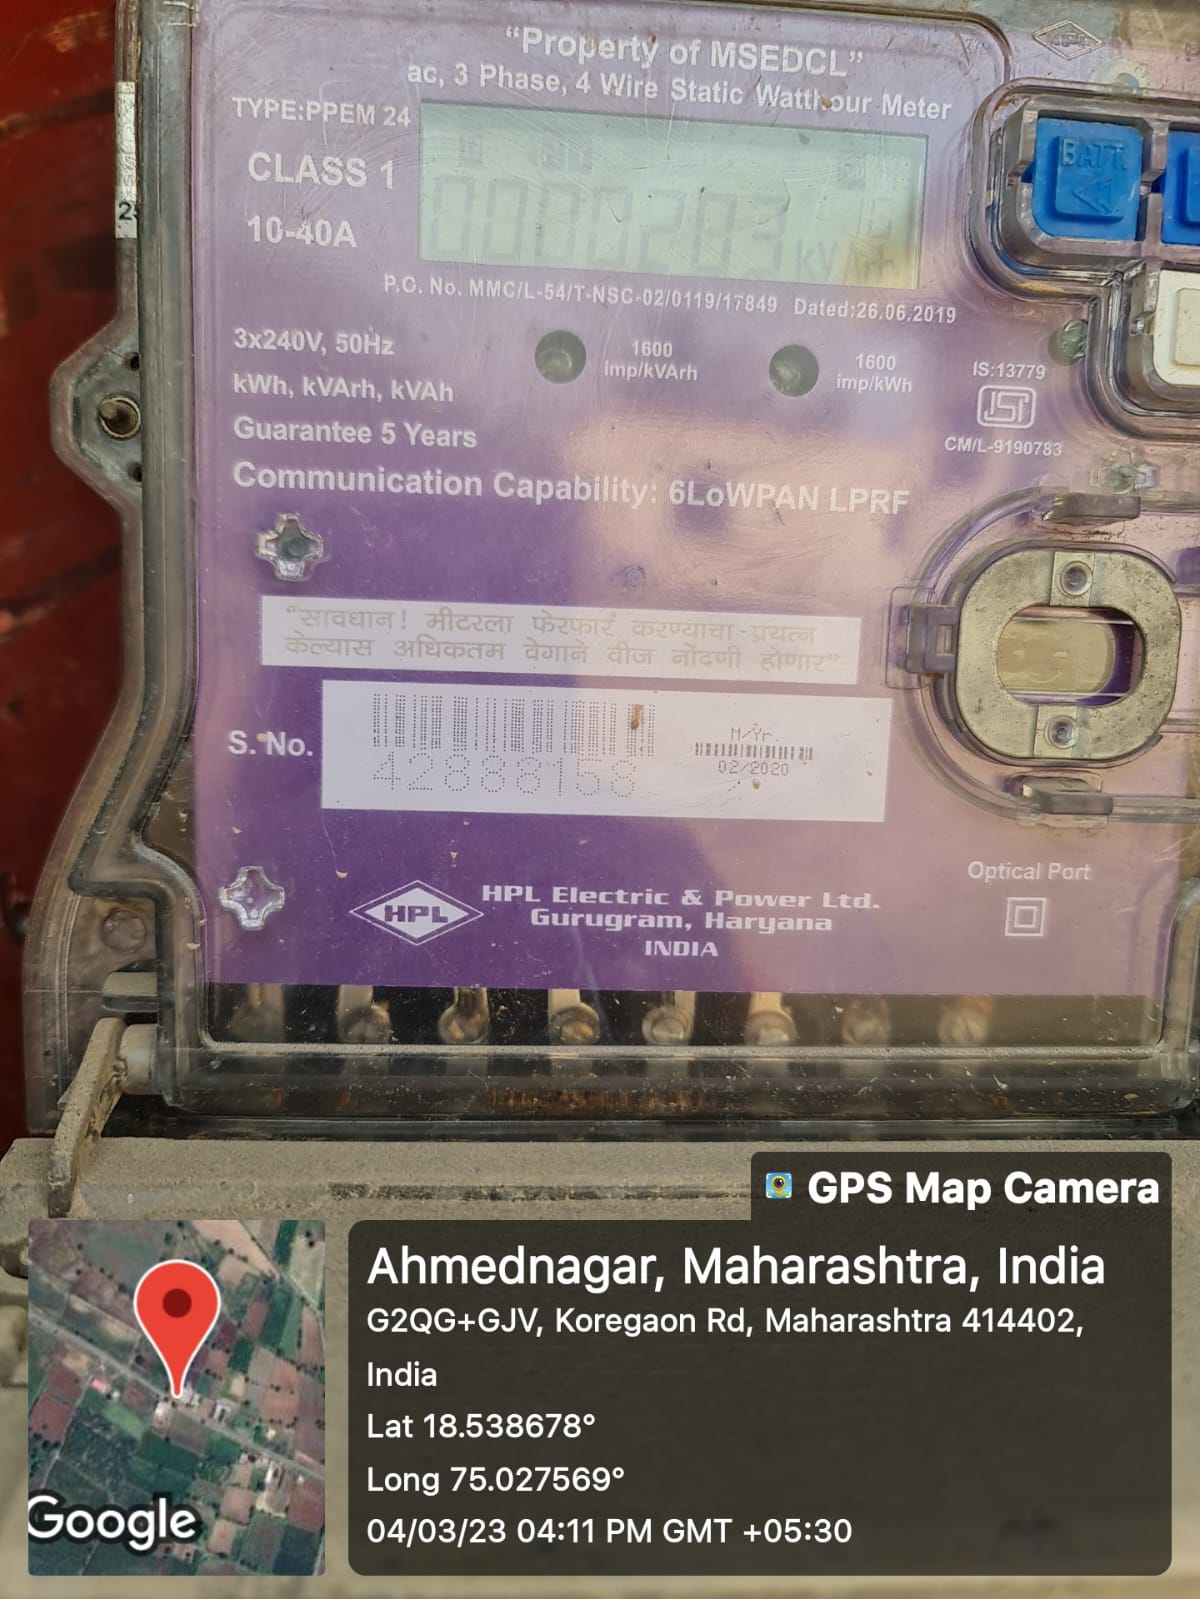 "Property of MSEDCL"
ac, 3 Phase, 4 Wire Static Watthour Meter
TYPE:PPEM 24
CLASS 1
10-40A
0000203
BATT.
P.O. No. MMC/L-54/T-NSC-02/0119/17849 Dated:26.06.2019
3x240V, 50Hz
kWh, kVArh, kVAh
Guarantee 5 Years
1600
imp/kVArh
1600
imp/kWh
IS:13779
ISI
CM/L-9190783
Communication Capability: 6LoWPAN LPRF
"सावधान! मीटरला फेरफार करण्याचा प्रयत्न
केल्यास अधिकतम वेगाने वीज नोंदणी होणार"
S. No.
42888158
M/Yr.
02/2020
Optical Port
HPL
HPL Electric & Power Ltd.
Gurugram, Haryana
INDIA
GPS Map Camera
Ahmednagar, Maharashtra, India
G2QG+GJV, Koregaon Rd, Maharashtra 414402,
India
Lat 18.538678°
Long 75.027569°
04/03/23 04:11 PM GMT +05:30
Google